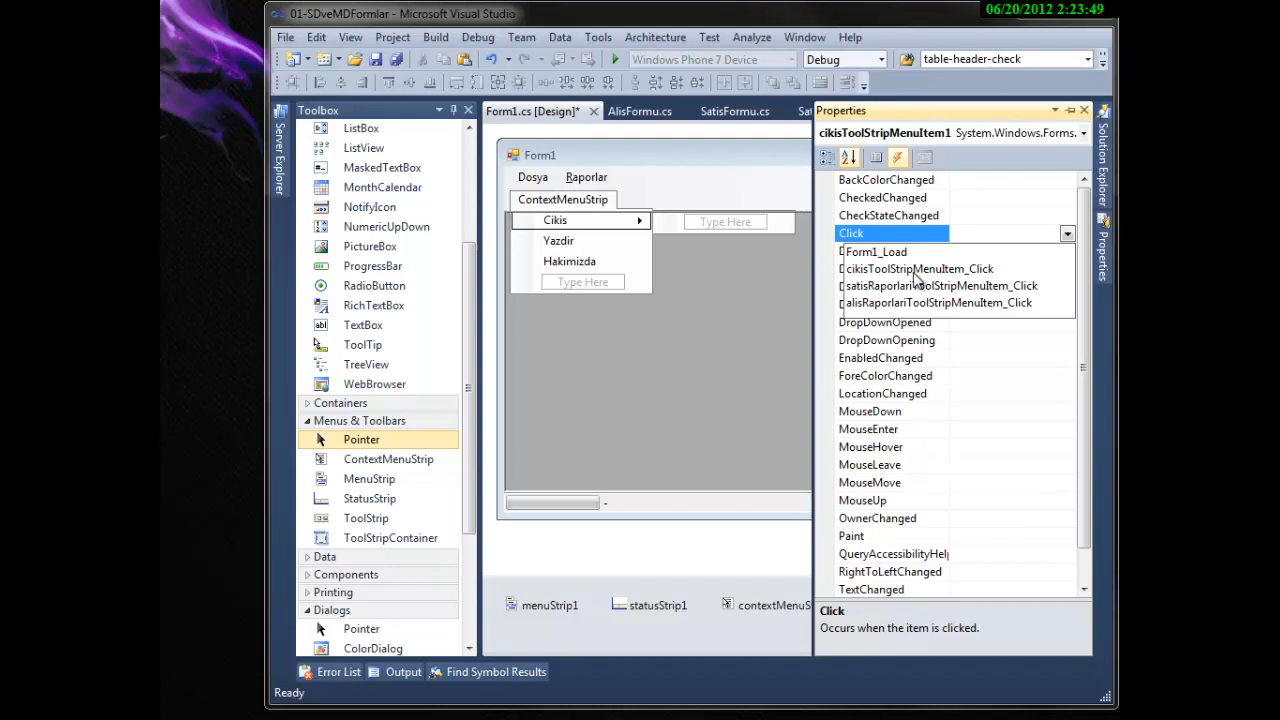 06/20/2012 2:23:49
01-SDveMDFormlar - Microsoft Visual Studio
File Edit View Project Build Debug Team Data Tools Architecture Test Analyze Window Help
Windows Phone 7 Device Debug table-header-check
Server Explorer
Toolbox
ListBox
ListView
MaskedTextBox
MonthCalendar
NotifyIcon
NumericUpDown
PictureBox
ProgressBar
RadioButton
RichTextBox
TextBox
ToolTip
TreeView
WebBrowser
Containers
Menus & Toolbars
Pointer
ContextMenuStrip
MenuStrip
StatusStrip
ToolStrip
ToolStripContainer
Data
Components
Printing
Dialogs
Pointer
ColorDialog
Form1.cs [Design]* AlisFormu.cs SatisFormu.cs Sat
Form1
Dosya Raporlar
ContextMenuStrip
Cikis Type Here
Yazdir
Hakimizda
Type Here
menuStrip1 statusStrip1 contextMenuS
Properties
cikisToolStripMenuItem1 System.Windows.Forms.
BackColorChanged
CheckedChanged
CheckStateChanged
Click
Form1_Load
cikisToolStripMenuItem_Click
satisRaporlariToolStripMenuItem_Click
alisRaporlariToolStripMenuItem_Click
DropDownOpened
DropDownOpening
EnabledChanged
ForeColorChanged
LocationChanged
MouseDown
MouseEnter
MouseHover
MouseLeave
MouseMove
MouseUp
OwnerChanged
Paint
QueryAccessibilityHelp
RightToLeftChanged
TextChanged
Click
Occurs when the item is clicked.
Solution Explorer
Properties
Error List Output Find Symbol Results
Ready